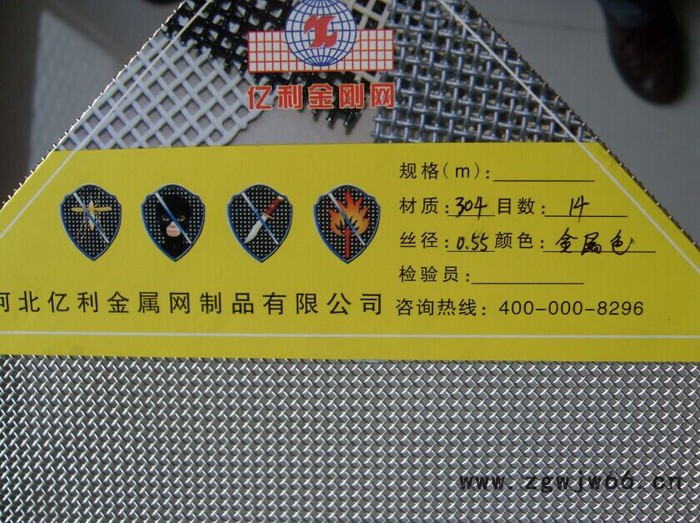 亿利金刚网
规格(m):
材质:304 目数:14
丝径:0.55 颜色:金属色
检验员:
河北亿利金属网制品有限公司 咨询热线:400-000-8296
www.zgwjw66.cn